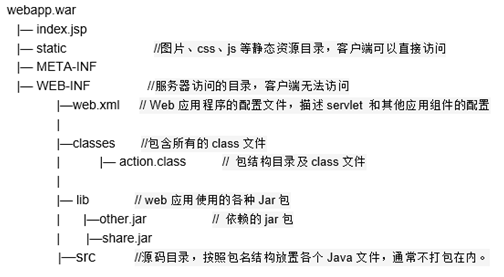 webapp.war
|— index.jsp
|— static //图片、css、js 等静态资源目录，客户端可以直接访问
|— META-INF
|— WEB-INF //服务器访问的目录，客户端无法访问
|—web.xml // Web 应用程序的配置文件，描述 servlet 和其他应用组件的配置
|
|—classes //包含所有的 class 文件
| |— action.class // 包结构目录及 class 文件
|
|— lib // web 应用使用的各种 Jar 包
| |—other.jar // 依赖的 jar 包
| |—share.jar
|—src //源码目录，按照包名结构放置各个 Java 文件，通常不打包在内。